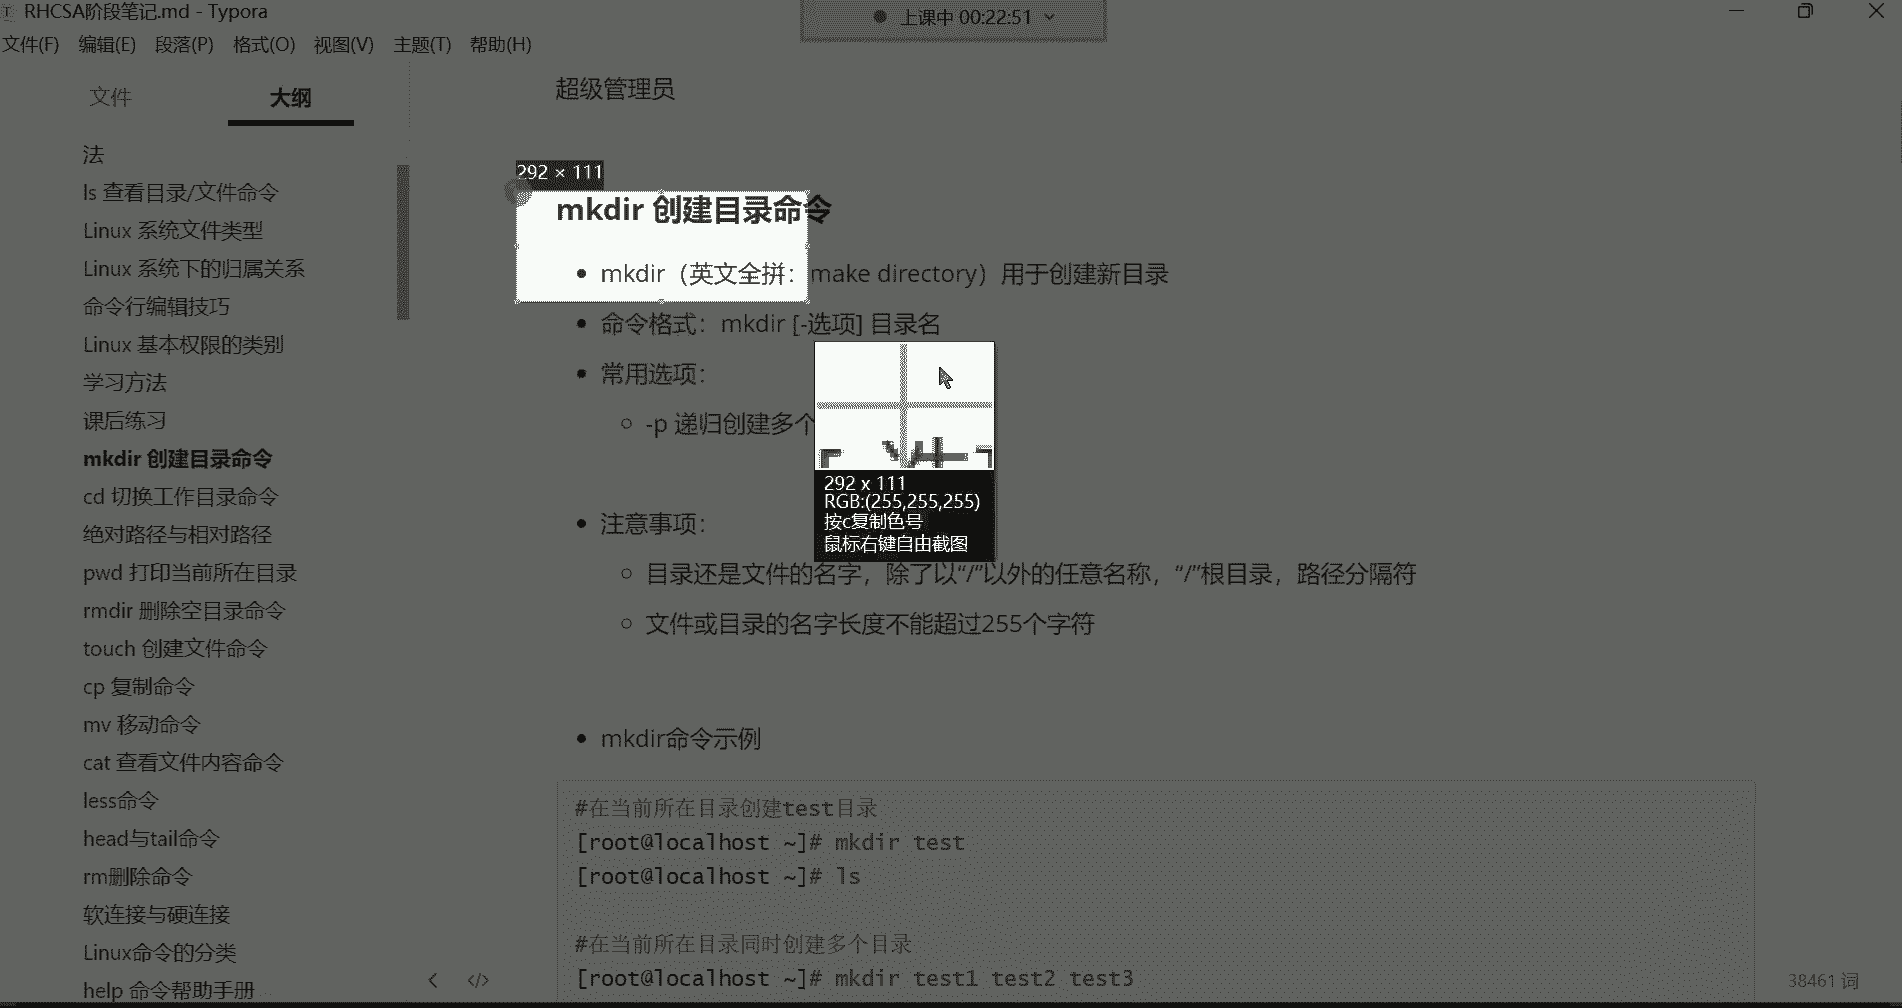 RHCSA阶段笔记.md - Typora
上课中 00:22:51
文件(F) 编辑(E) 段落(P) 格式(O) 视图(V) 主题(T) 帮助(H)
文件 大纲
法
ls 查看目录/文件命令
Linux 系统文件类型
Linux 系统下的归属关系
命令行编辑技巧
Linux 基本权限的类别
学习方法
课后练习
mkdir 创建目录命令
cd 切换工作目录命令
绝对路径与相对路径
pwd 打印当前所在目录
rmdir 删除空目录命令
touch 创建文件命令
cp 复制命令
mv 移动命令
cat 查看文件内容命令
less命令
head与tail命令
rm删除命令
软连接与硬连接
Linux命令的分类
help 命令帮助手册
超级管理员
292 × 111
mkdir 创建目录命令
mkdir（英文全拼：make directory）用于创建新目录
命令格式：mkdir [-选项] 目录名
常用选项：
-p 递归创建多个
292 x 111
RGB:(255,255,255)
按c复制色号
鼠标右键自由截图
注意事项：
目录还是文件的名字，除了以“/”以外的任意名称，“/”根目录，路径分隔符
文件或目录的名字长度不能超过255个字符
mkdir命令示例
#在当前所在目录创建test目录
[root@localhost ~]# mkdir test
[root@localhost ~]# ls
#在当前所在目录同时创建多个目录
[root@localhost ~]# mkdir test1 test2 test3
38461 词